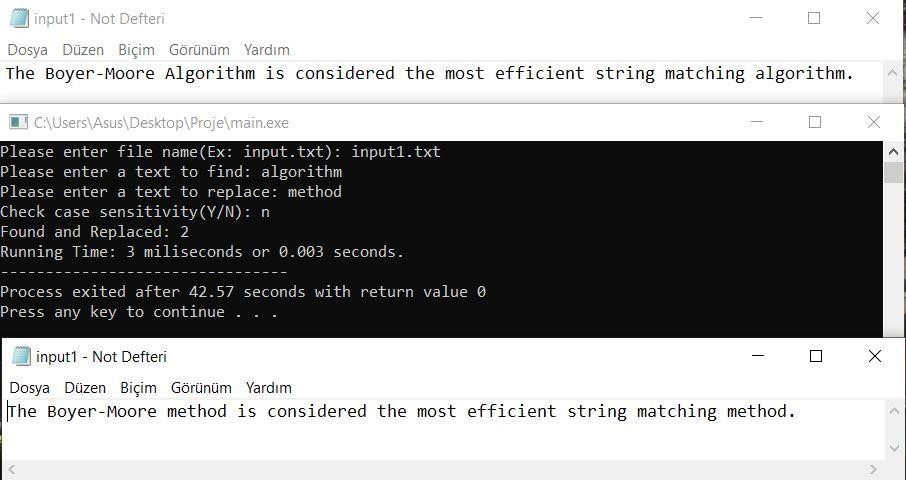 input1 - Not Defteri
Dosya Düzen Biçim Görünüm Yardım
The Boyer-Moore Algorithm is considered the most efficient string matching algorithm.
C:\Users\Asus\Desktop\Proje\main.exe
Please enter file name(Ex: input.txt): input1.txt
Please enter a text to find: algorithm
Please enter a text to replace: method
Check case sensitivity(Y/N): n
Found and Replaced: 2
Running Time: 3 miliseconds or 0.003 seconds.
--------------------------------
Process exited after 42.57 seconds with return value 0
Press any key to continue . . .
input1 - Not Defteri
Dosya Düzen Biçim Görünüm Yardım
The Boyer-Moore method is considered the most efficient string matching method.